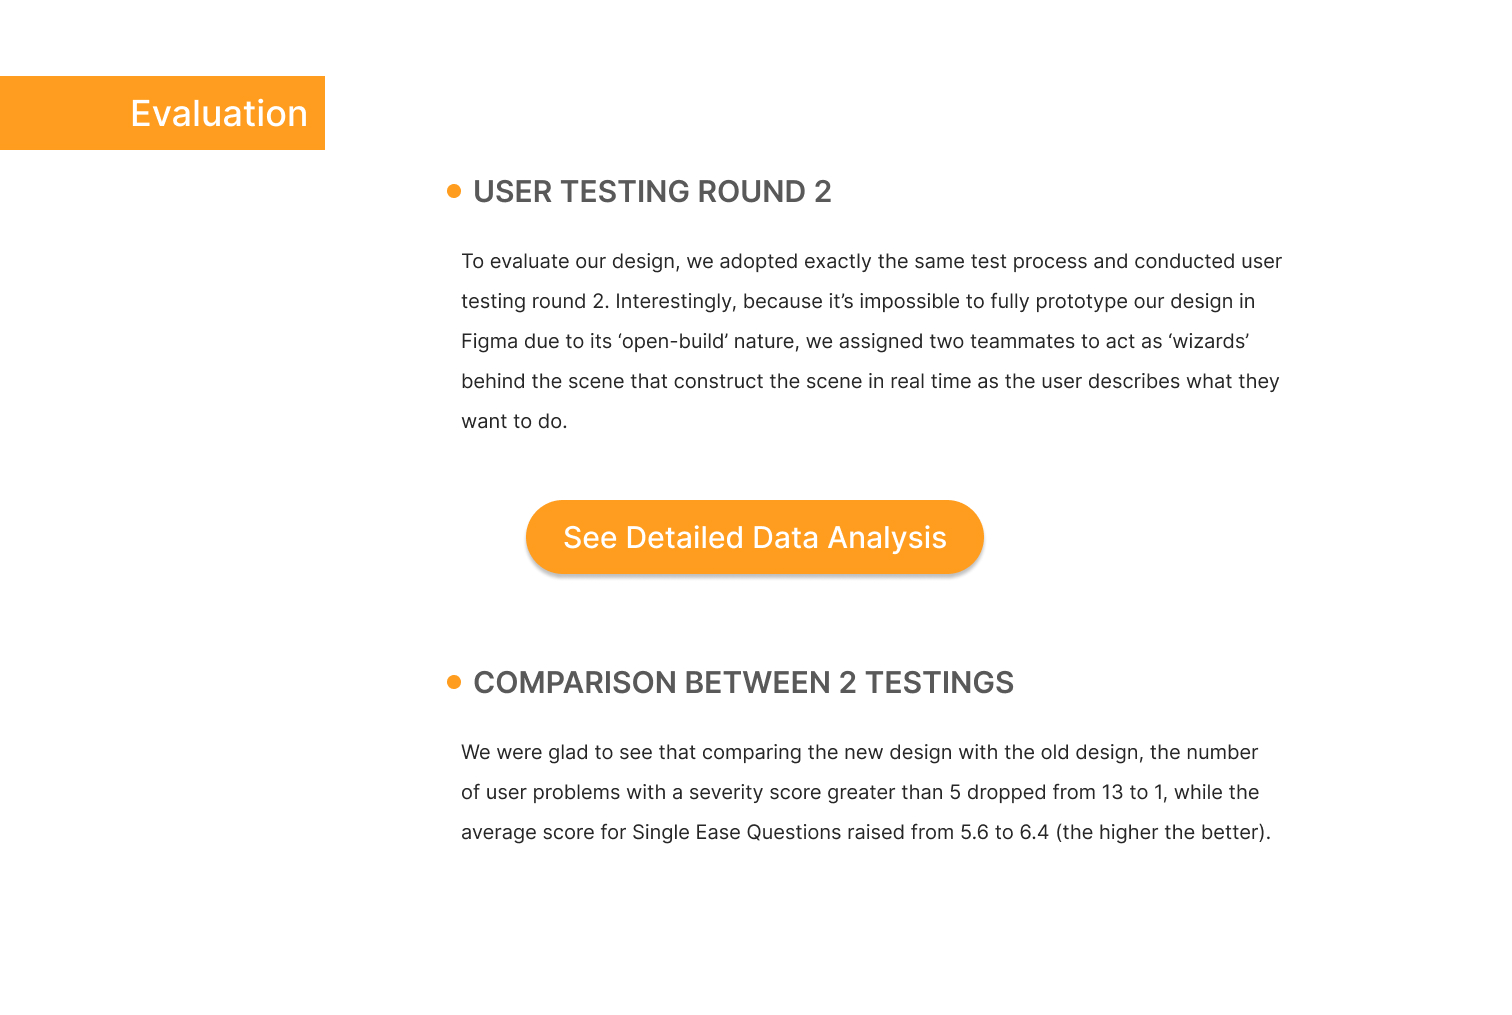 Evaluation
USER TESTING ROUND 2
To evaluate our design, we adopted exactly the same test process and conducted user
testing round 2. Interestingly, because it’s impossible to fully prototype our design in
Figma due to its ‘open-build’ nature, we assigned two teammates to act as ‘wizards’
behind the scene that construct the scene in real time as the user describes what they
want to do.
See Detailed Data Analysis
COMPARISON BETWEEN 2 TESTINGS
We were glad to see that comparing the new design with the old design, the number
of user problems with a severity score greater than 5 dropped from 13 to 1, while the
average score for Single Ease Questions raised from 5.6 to 6.4 (the higher the better).